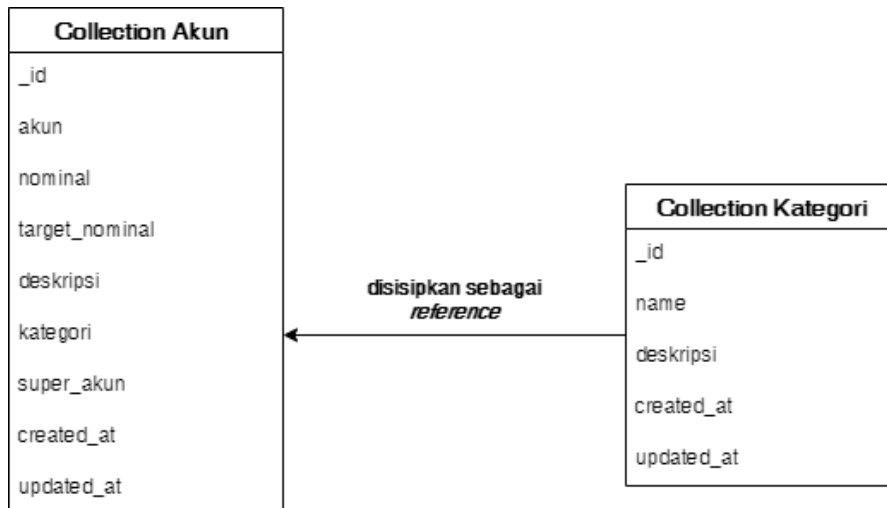 Collection Akun
_id
akun
nominal
target_nominal
deskripsi
kategori
super_akun
created_at
updated_at
disisipkan sebagai
reference
Collection Kategori
_id
name
deskripsi
created_at
updated_at